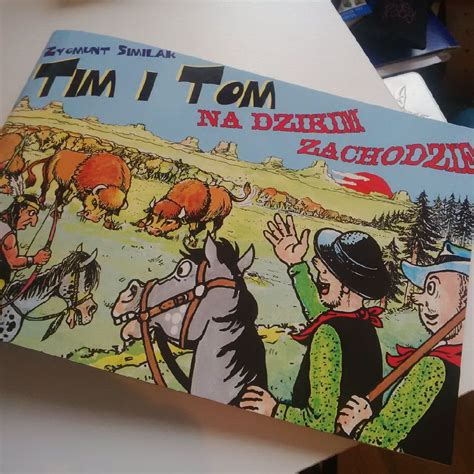 ZYGMUNT SIMILAK
TIM I TOM
NA DZIKIM
ZACHODZIE